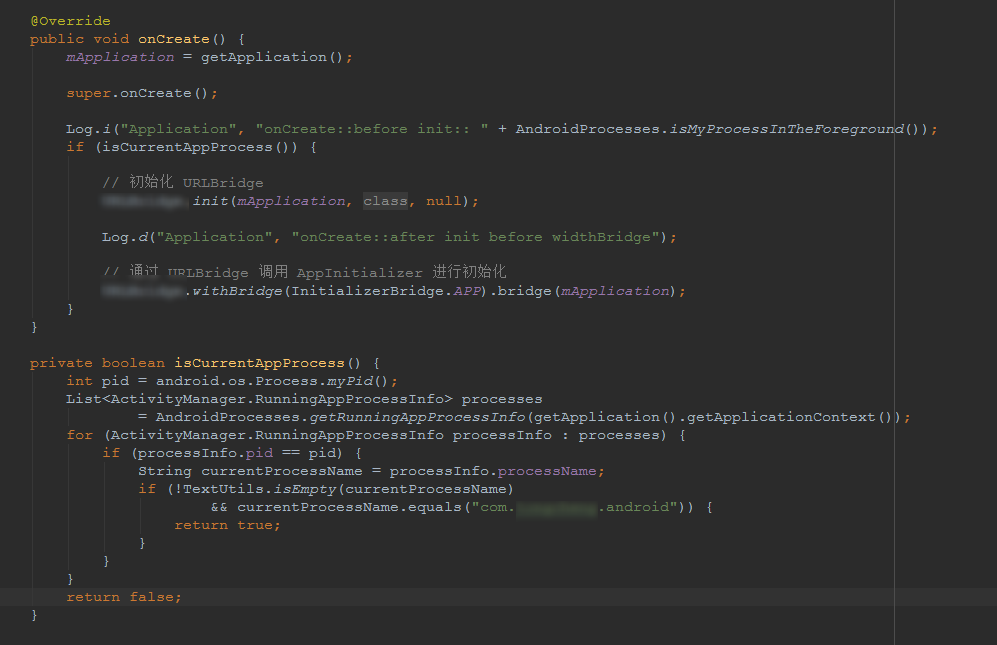 @Override
public void onCreate() {
mApplication = getApplication();
super.onCreate();
Log.i("Application", "onCreate::before init:: " + AndroidProcesses.isMyProcessInTheForeground());
if (isCurrentAppProcess()) {
// 初始化 URLBridge
.init(mApplication, class, null);
Log.d("Application", "onCreate::after init before widthBridge");
// 通过 URLBridge 调用 AppInitializer 进行初始化
.withBridge(InitializerBridge.APP).bridge(mApplication);
}
}
private boolean isCurrentAppProcess() {
int pid = android.os.Process.myPid();
List<ActivityManager.RunningAppProcessInfo> processes
= AndroidProcesses.getRunningAppProcessInfo(getApplication().getApplicationContext());
for (ActivityManager.RunningAppProcessInfo processInfo : processes) {
if (processInfo.pid == pid) {
String currentProcessName = processInfo.processName;
if (!TextUtils.isEmpty(currentProcessName)
&& currentProcessName.equals("com..android")) {
return true;
}
}
}
return false;
}